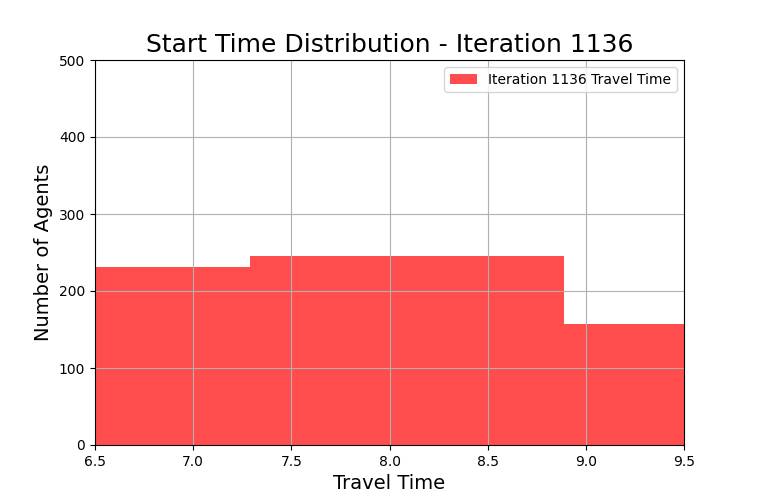 Start Time Distribution - Iteration 1136
500
400
300
200
100
0
Number of Agents
Iteration 1136 Travel Time
6.5 7.0 7.5 8.0 8.5 9.0 9.5
Travel Time